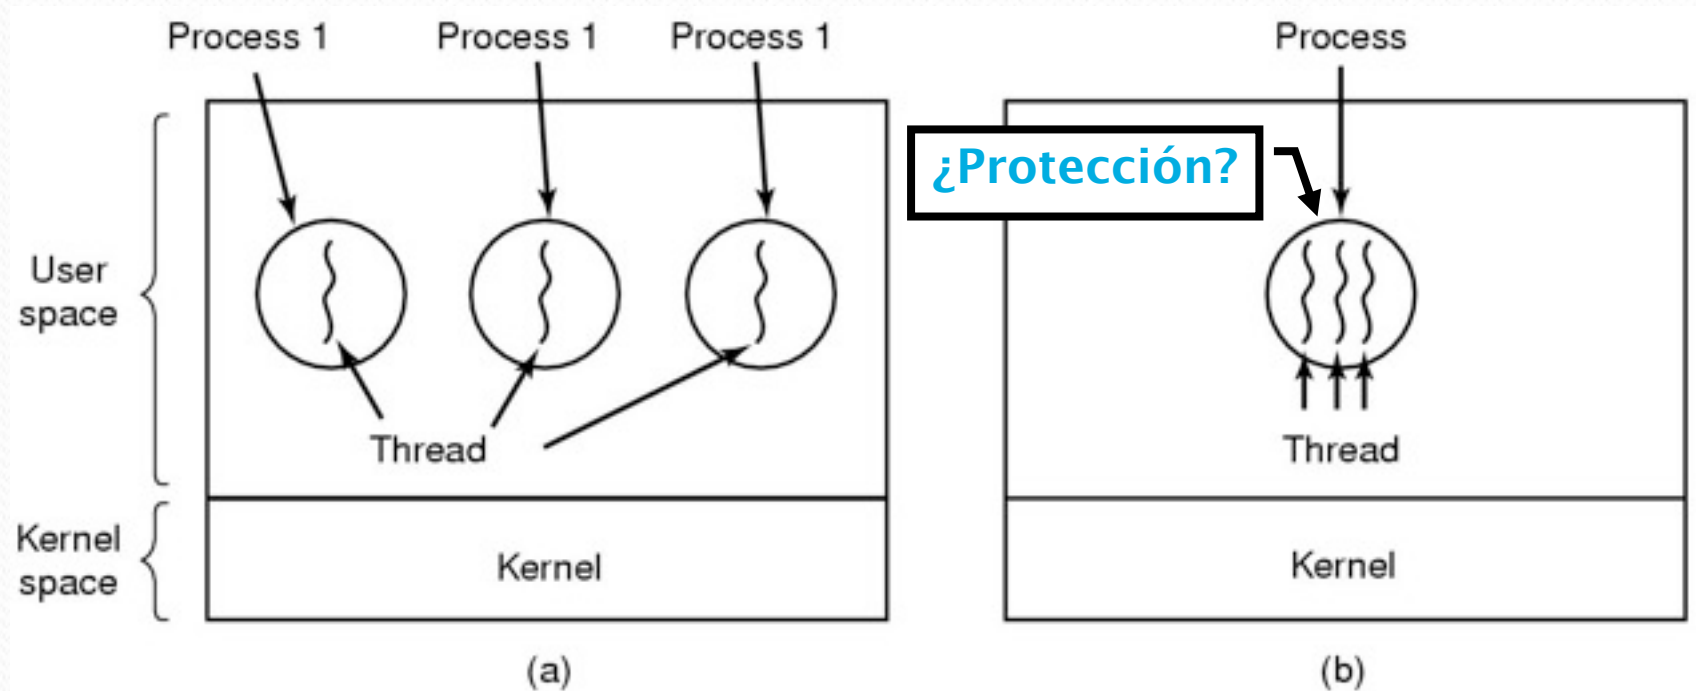 Process 1
Process 1
Process 1
Process
¿Protección?
User
space
Thread
Thread
Kernel
space
Kernel
Kernel
(a)
(b)